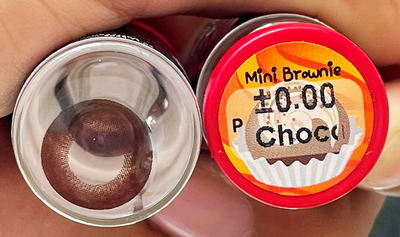 Mini Brownie
±0.00
P Choco